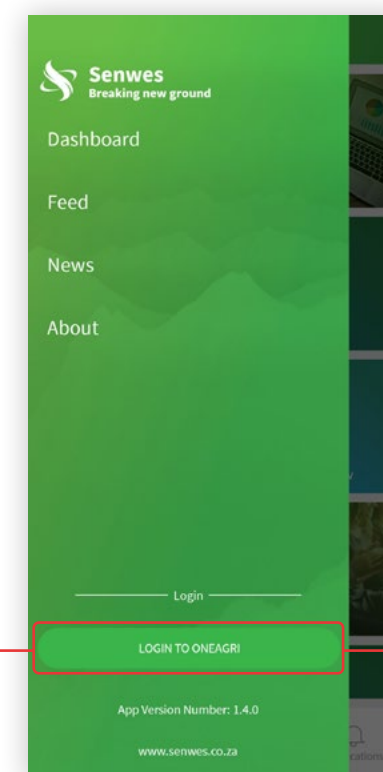 Senwes
Breaking new ground
Dashboard
Feed
News
About
Login
LOGIN TO ONEAGRI
App Version Number: 1.4.0
www.senwes.co.za